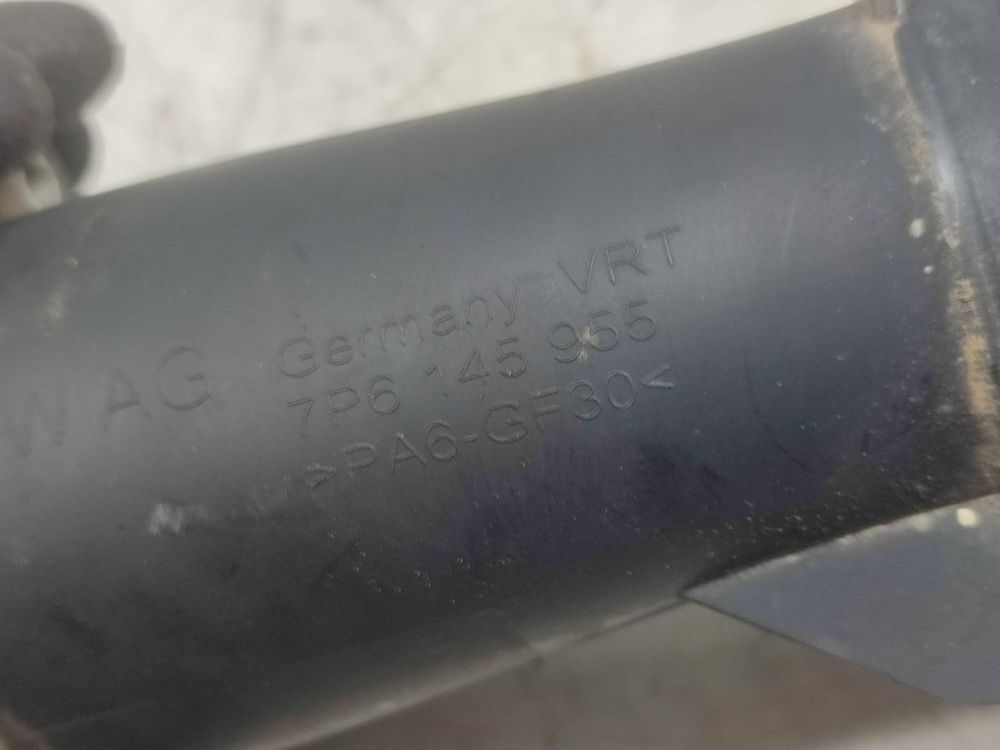 W AG Germany VRT
7P6 145 955
>PA6-GF30<